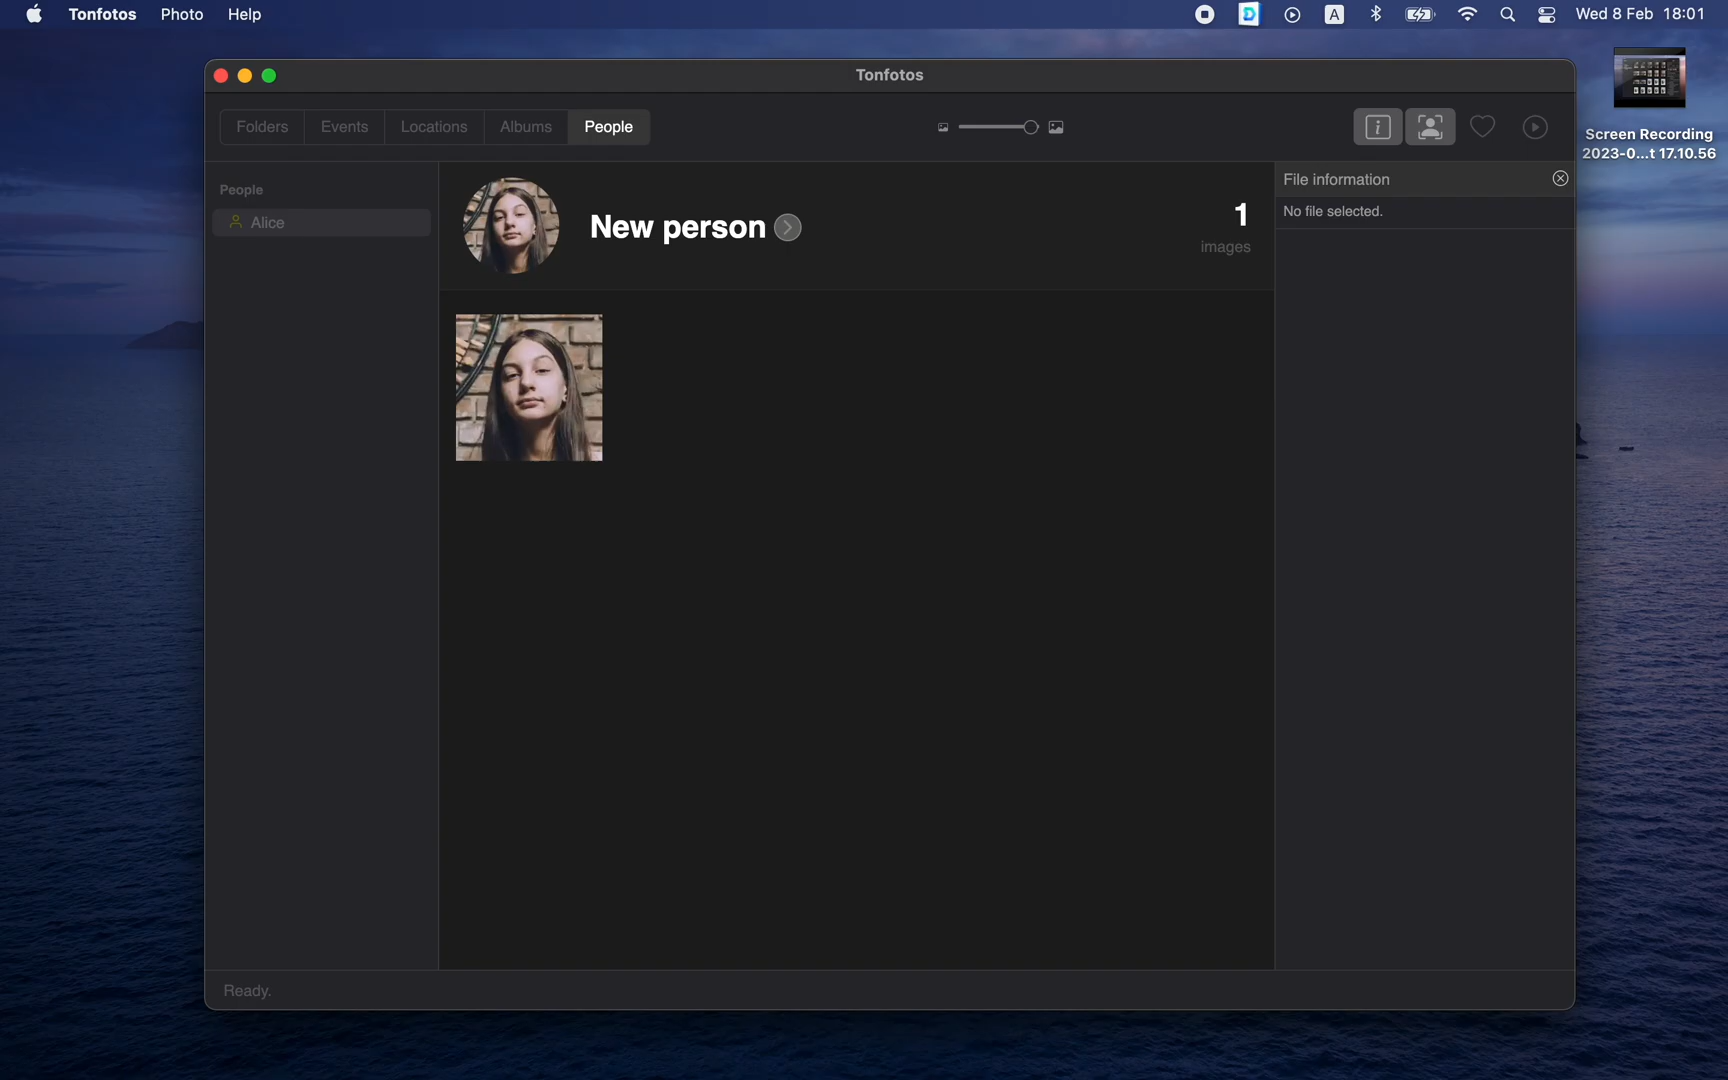 Tonfotos Photo Help
A
Wed 8 Feb 18:01
Tonfotos
Folders Events Locations Albums People
i
Screen Recording
2023-0...t 17.10.56
People
Alice
New person
1
images
File information
No file selected.
Ready.